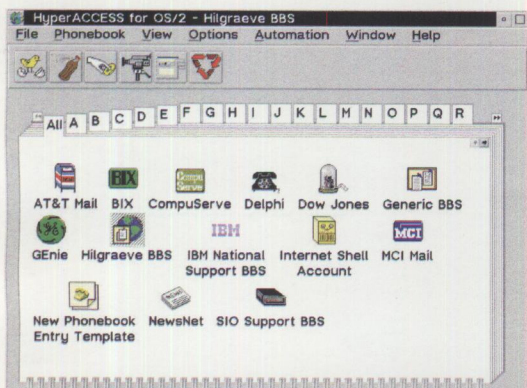 HyperACCESS for OS/2 - Hilgraeve BBS
File Phonebook View Options Automation Window Help
All A B C D E F G H I J K L M N O P Q R
BIX
IBM
MCI
AT&T Mail BIX CompuServe Delphi Dow Jones Generic BBS
GEnie Hilgraeve BBS IBM National Support BBS Internet Shell Account MCI Mail
New Phonebook Entry Template NewsNet SIO Support BBS